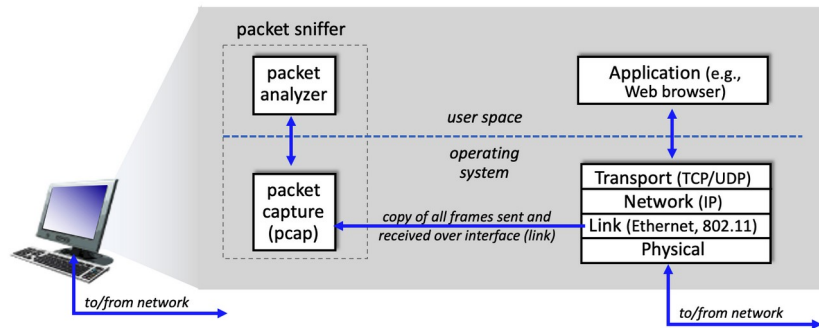 packet sniffer
packet
analyzer
Application (e.g.,
Web browser)
user space
operating
system
packet
capture
(pcap)
copy of all frames sent and
received over interface (link)
Transport (TCP/UDP)
Network (IP)
Link (Ethernet, 802.11)
Physical
to/from network
to/from network